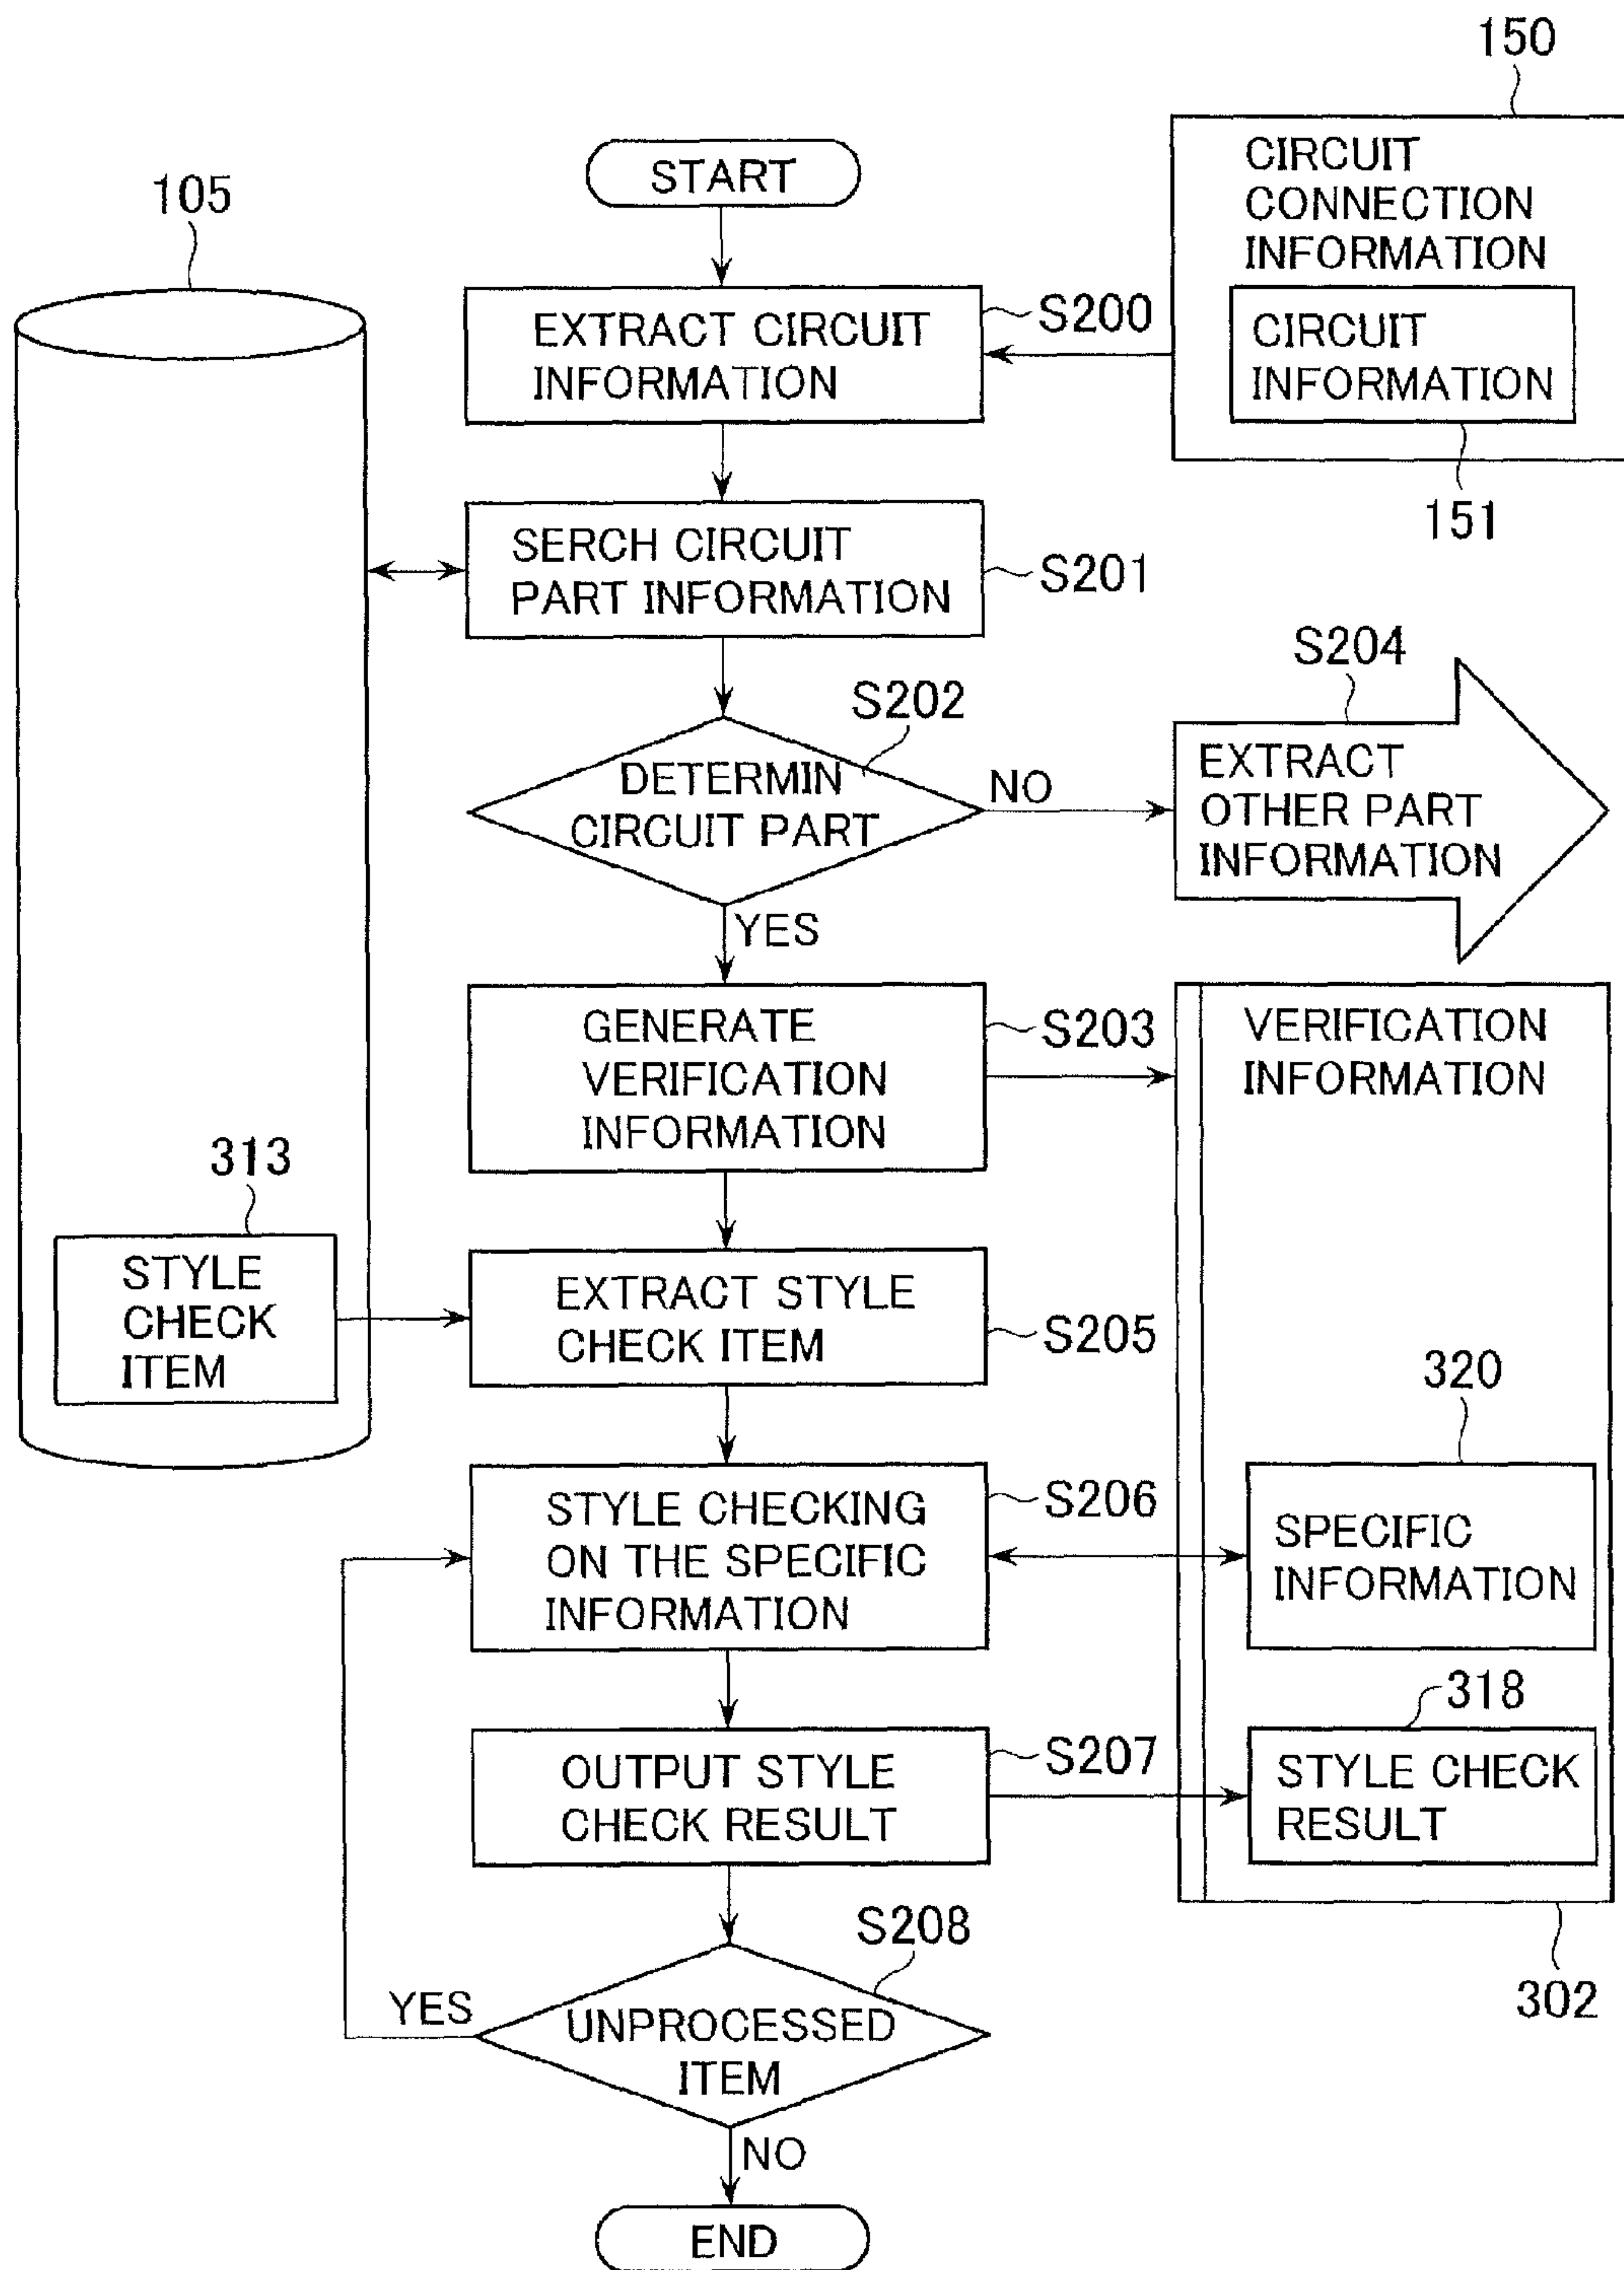 150
CIRCUIT
CONNECTION
INFORMATION
CIRCUIT
INFORMATION
151
START
105
EXTRACT CIRCUIT
INFORMATION
S200
SERCH CIRCUIT
PART INFORMATION
S201
S202
DETERMIN
CIRCUIT PART
NO
S204
EXTRACT
OTHER PART
INFORMATION
YES
GENERATE
VERIFICATION
INFORMATION
S203
VERIFICATION
INFORMATION
313
STYLE
CHECK
ITEM
EXTRACT STYLE
CHECK ITEM
S205
320
STYLE CHECKING
ON THE SPECIFIC
INFORMATION
S206
SPECIFIC
INFORMATION
318
OUTPUT STYLE
CHECK RESULT
S207
STYLE CHECK
RESULT
S208
302
YES
UNPROCESSED
ITEM
NO
END